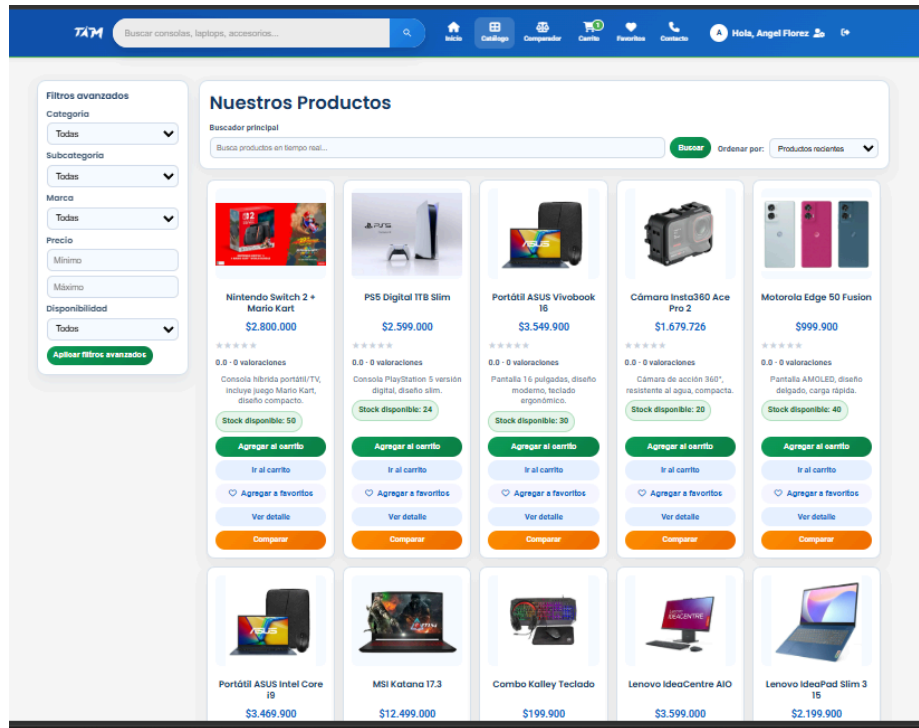 TAM
Buscar consolas, laptops, accesorios...
Inicio
Catálogo
Comparador
Carrito
1
Favoritos
Contacto
A
Hola, Angel Florez
Filtros avanzados
Categoría
Todas
Subcategoría
Todas
Marca
Todas
Precio
Mínimo
Máximo
Disponibilidad
Todos
Aplicar filtros avanzados
Nuestros Productos
Buscador principal
Busca productos en tiempo real...
Buscar
Ordenar por:
Productos recientes
Nintendo Switch 2 +
Mario Kart
$2.800.000
0.0 - 0 valoraciones
Consola híbrida portátil/TV,
incluye juego Mario Kart,
diseño compacto.
Stock disponible: 50
Agregar al carrito
Ir al carrito
Agregar a favoritos
Ver detalle
Comparar
PS5
PS5 Digital 1TB Slim
$2.599.000
0.0 - 0 valoraciones
Consola PlayStation 5 versión
digital, diseño slim.
Stock disponible: 24
Agregar al carrito
Ir al carrito
Agregar a favoritos
Ver detalle
Comparar
ASUS
Portátil ASUS Vivobook
16
$3.549.900
0.0 - 0 valoraciones
Pantalla 16 pulgadas, diseño
moderno, teclado
ergonómico.
Stock disponible: 30
Agregar al carrito
Ir al carrito
Agregar a favoritos
Ver detalle
Comparar
Cámara Insta360 Ace
Pro 2
$1.679.726
0.0 - 0 valoraciones
Cámara de acción 360°,
resistente al agua, compacta.
Stock disponible: 20
Agregar al carrito
Ir al carrito
Agregar a favoritos
Ver detalle
Comparar
Motorola Edge 50 Fusion
$999.900
0.0 - 0 valoraciones
Pantalla AMOLED, diseño
delgado, carga rápida.
Stock disponible: 40
Agregar al carrito
Ir al carrito
Agregar a favoritos
Ver detalle
Comparar
ASUS
Portátil ASUS Intel Core
i9
$3.469.900
MSI Katana 17.3
$12.499.000
Combo Kalley Teclado
$199.900
IDEACENTRE
Lenovo IdeaCentre AIO
$3.599.000
Lenovo IdeaPad Slim 3
15
$2.199.900